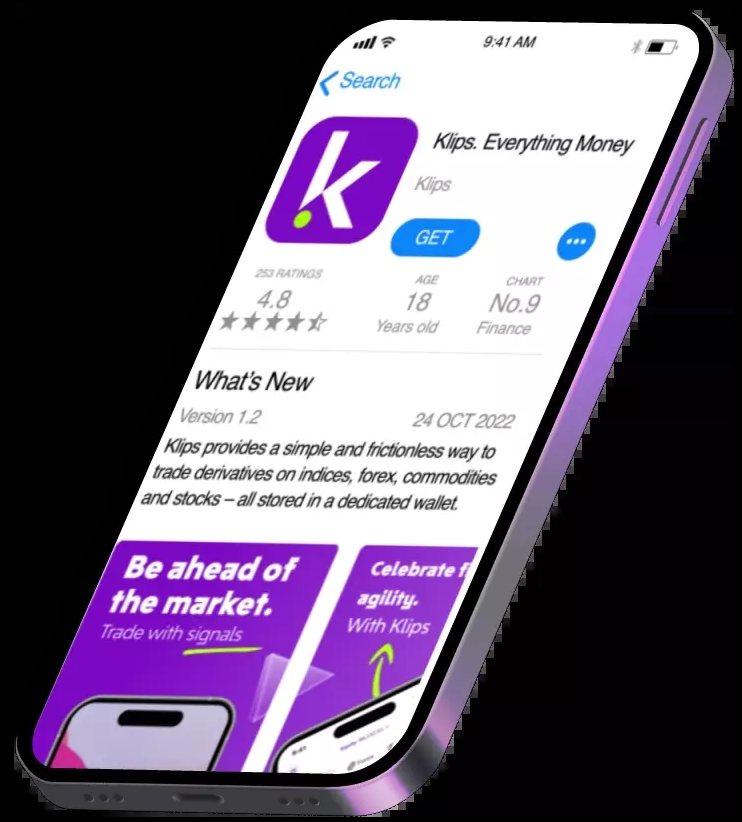 9:41 AM
Search
k.
Klips. Everything Money
Klips
GET
253 RATINGS
AGE
CHART
4.8
18
No.9
Years old
Finance
What's New
Version 1.2
24 OCT 2022
Klips provides a simple and frictionless way to
trade derivatives on indices, forex, commodities
and stocks – all stored in a dedicated wallet.
Be ahead of
the market.
Trade with signals
Celebrate
agility.
With Klips
9:41